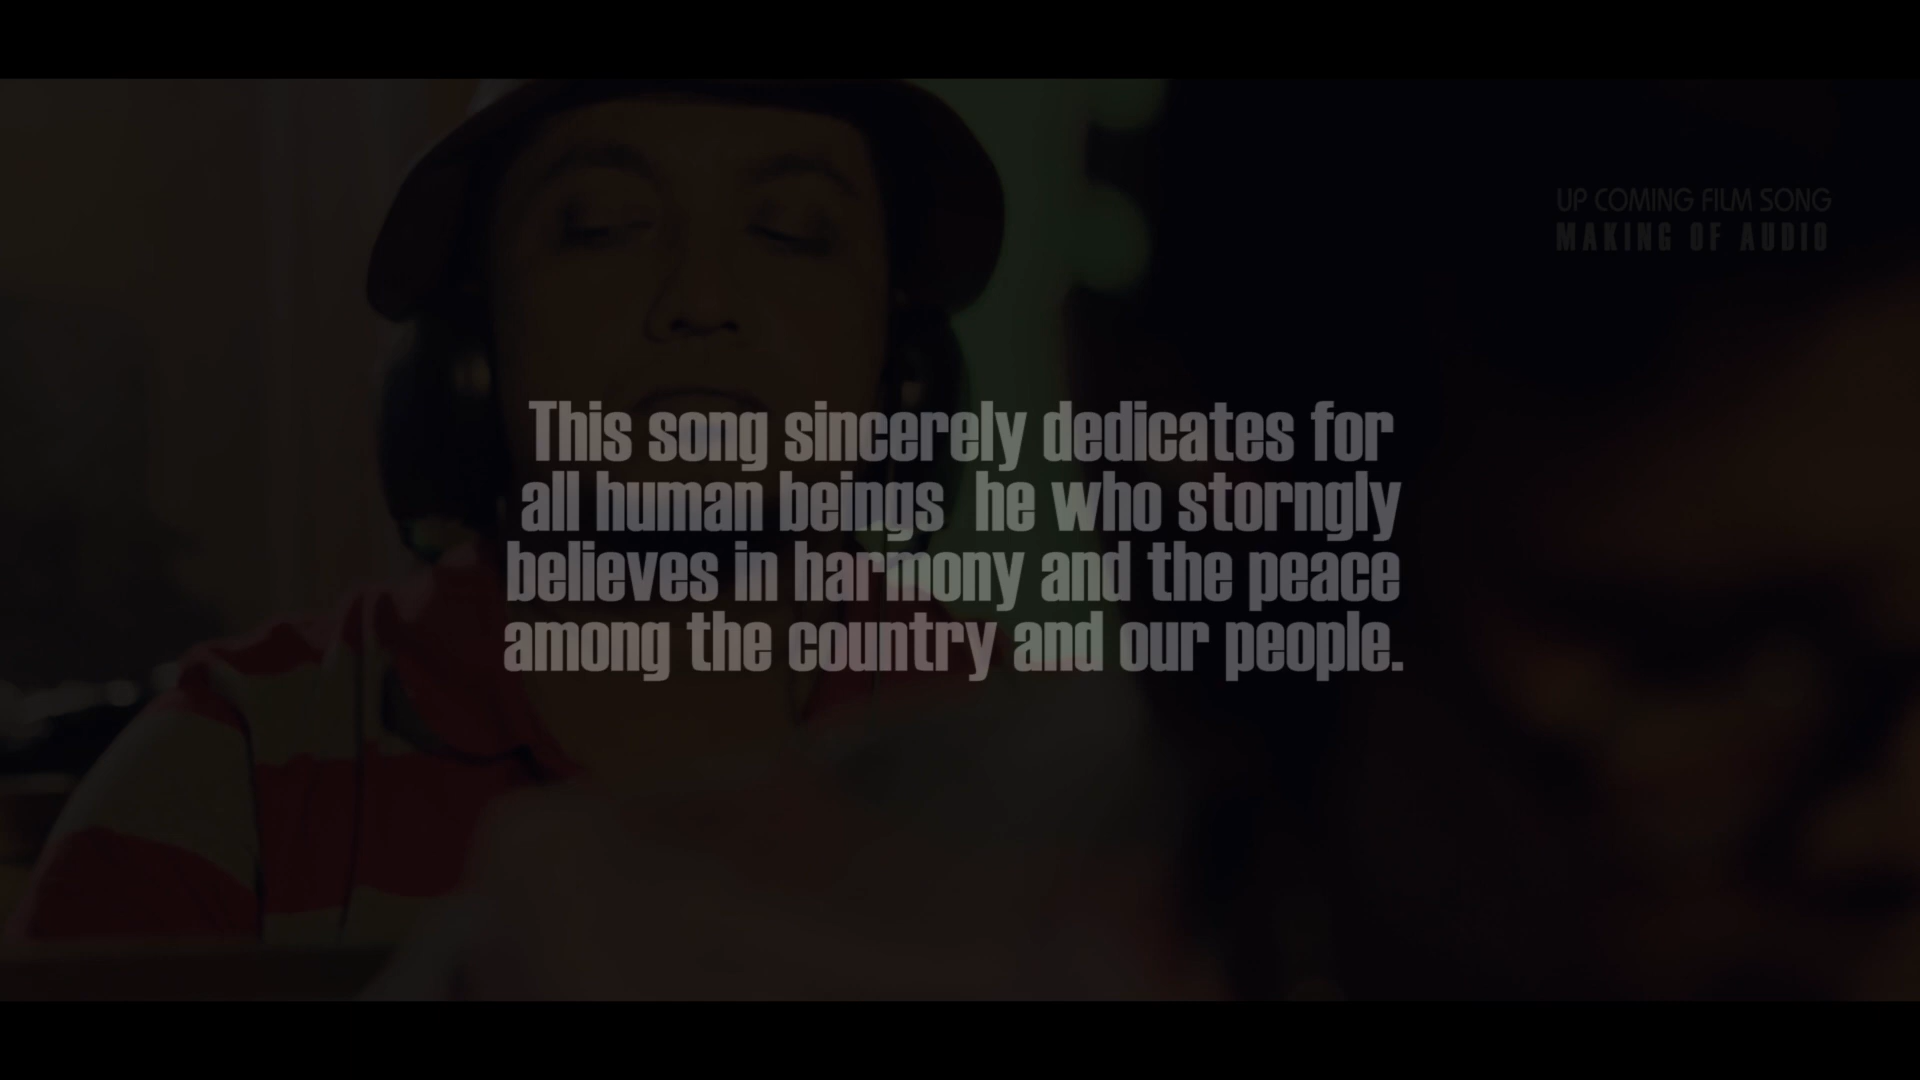 UP COMING FILM SONG
MAKING OF AUDIO
This song sincerely dedicates for
all human beings he who storngly
believes in harmony and the peace
among the country and our people.